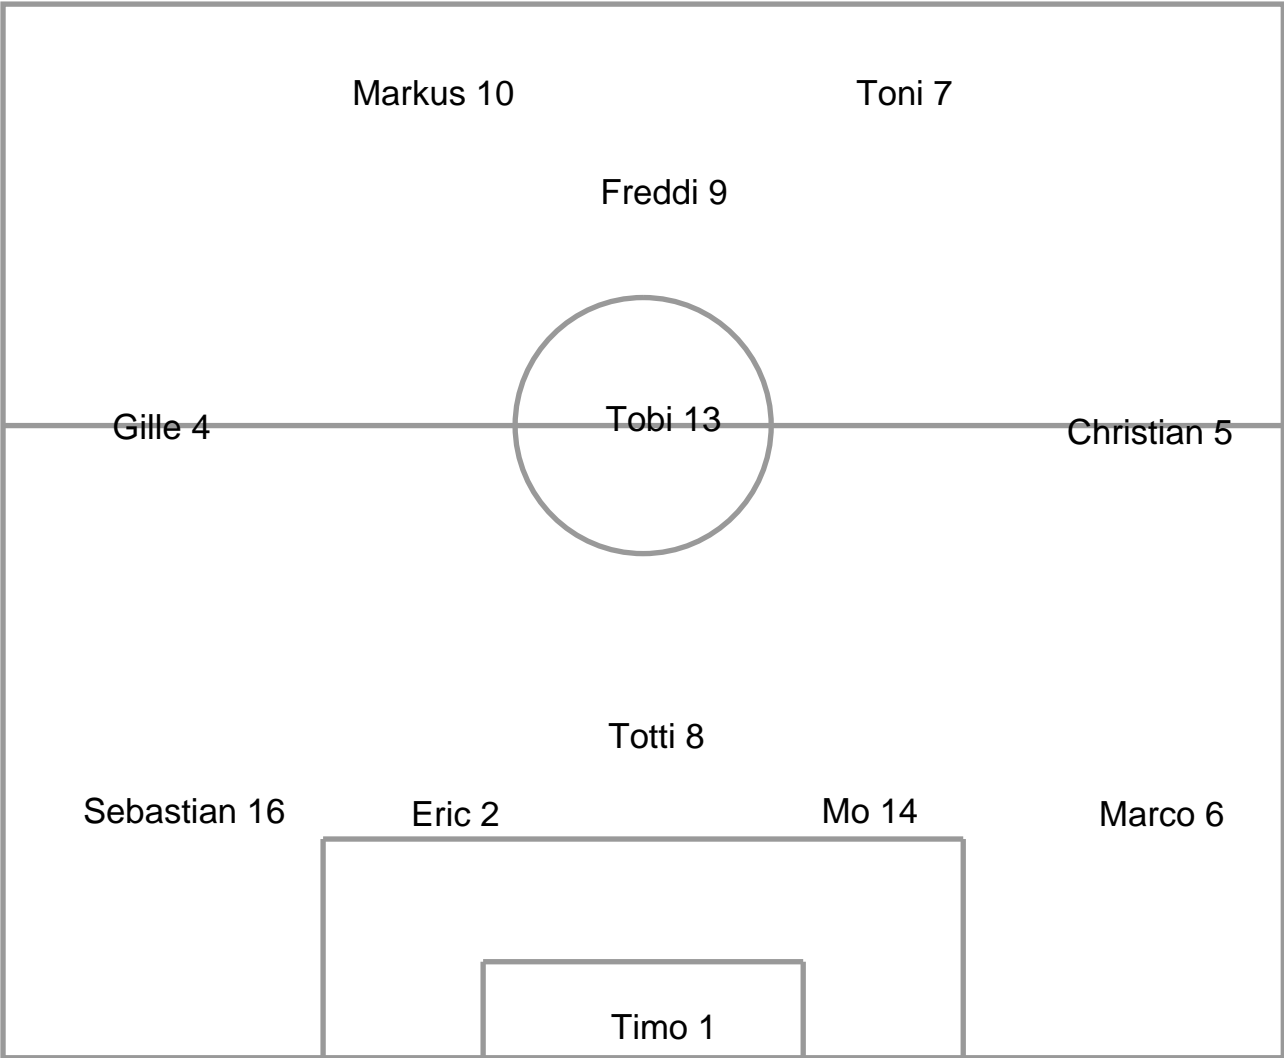 Markus 10
Toni 7
Freddi 9
Gille 4
Tobi 13
Christian 5
Totti 8
Sebastian 16
Eric 2
Mo 14
Marco 6
Timo 1